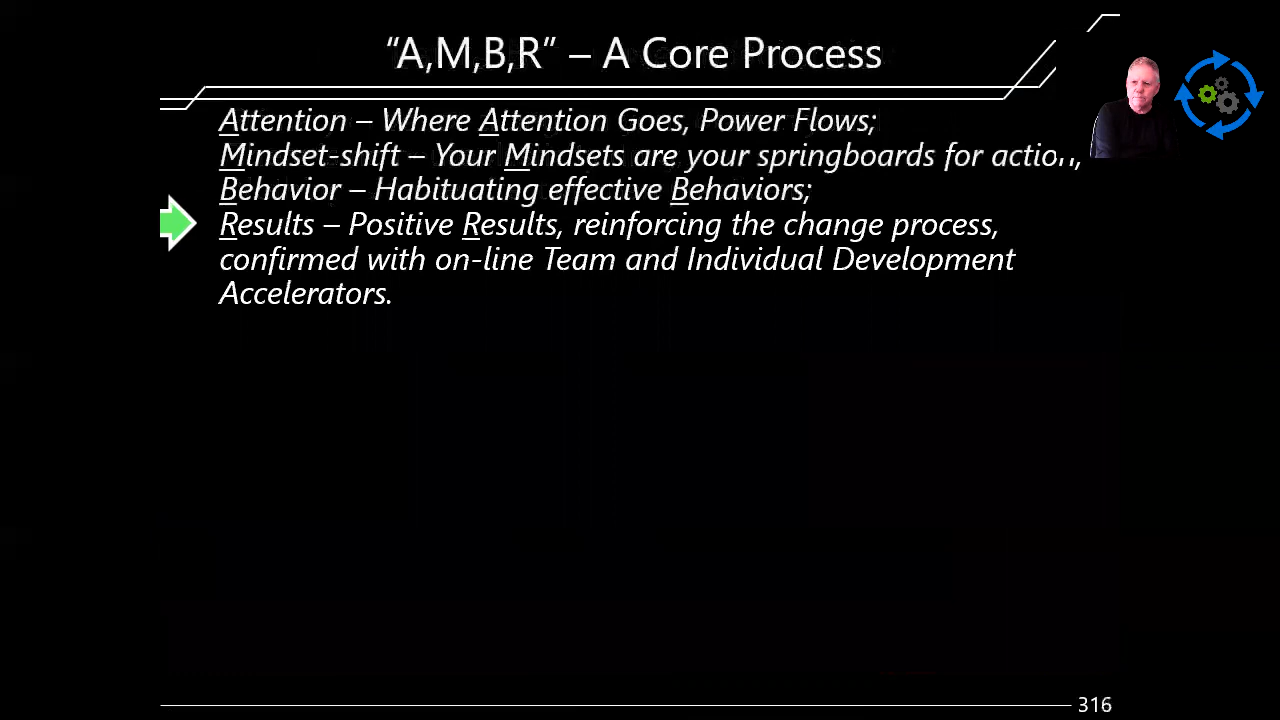 “A,M,B,R” – A Core Process
Attention – Where Attention Goes, Power Flows;
Mindset-shift – Your Mindsets are your springboards for action,
Behavior – Habituating effective Behaviors;
Results – Positive Results, reinforcing the change process,
confirmed with on-line Team and Individual Development
Accelerators.
316